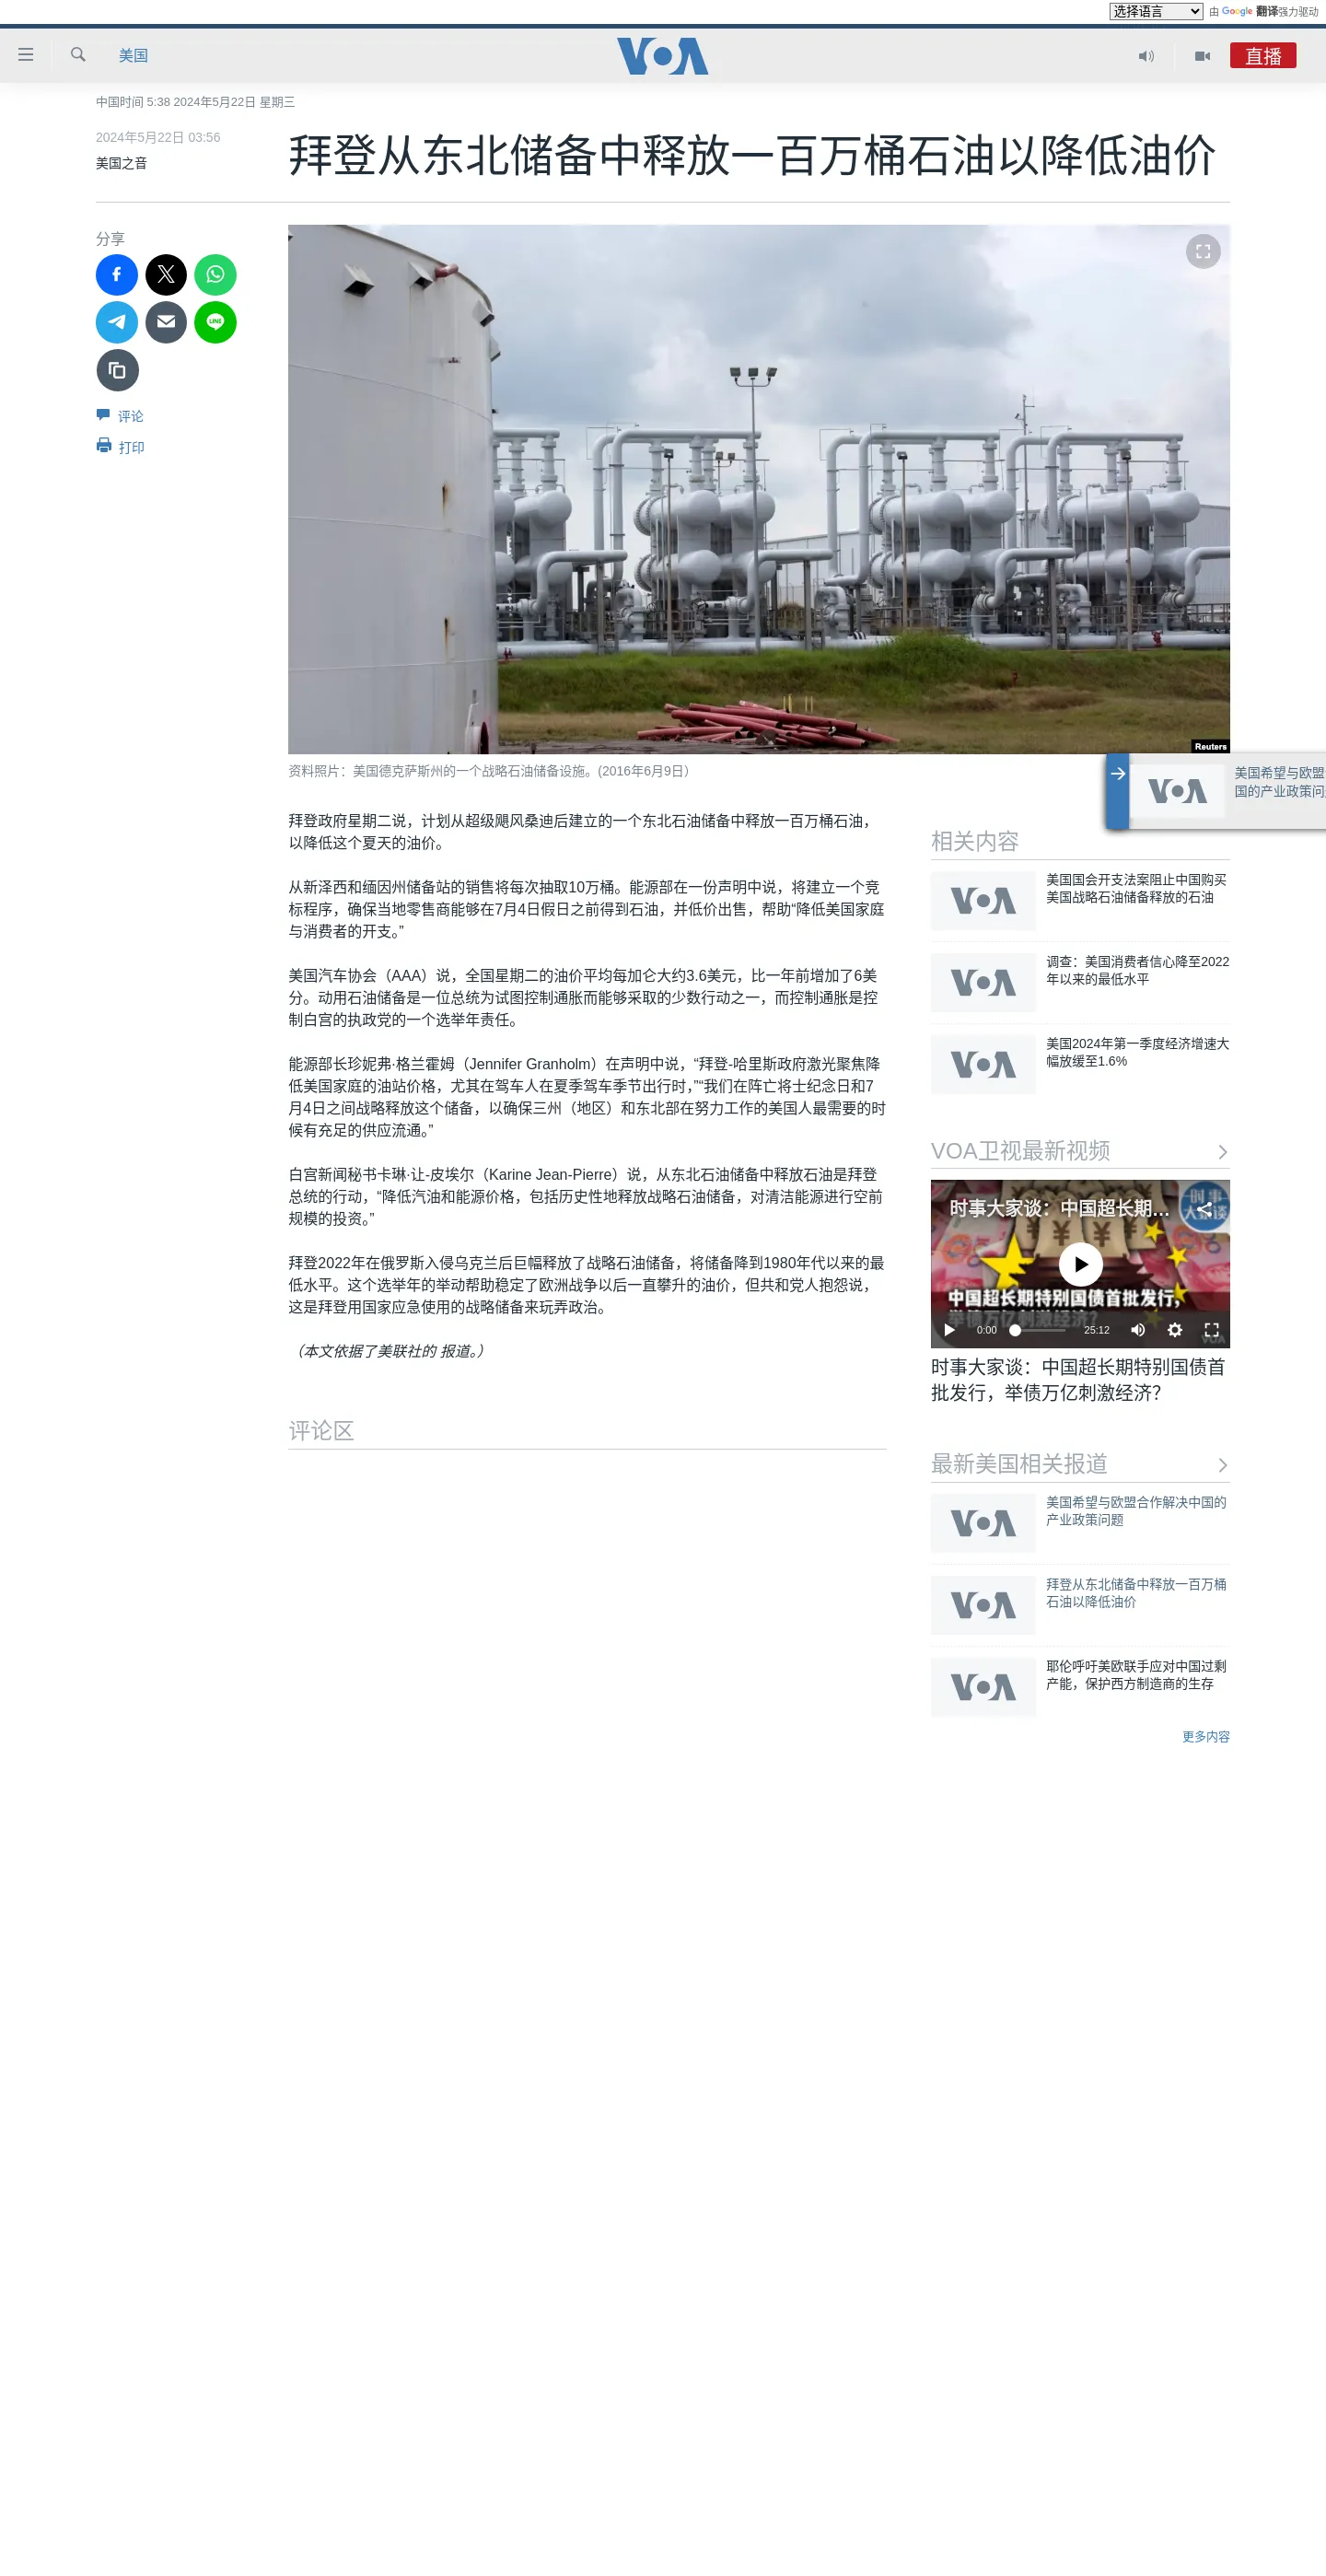 选择语言
由 Google 翻译强力驱动
美国
VOA
直播
中国时间 5:38 2024年5月22日 星期三
2024年5月22日 03:56
美国之音
拜登从东北储备中释放一百万桶石油以降低油价
分享
LINE
评论
打印
Reuters
资料照片：美国德克萨斯州的一个战略石油储备设施。(2016年6月9日）
美国希望与欧盟
国的产业政策问
拜登政府星期二说，计划从超级飓风桑迪后建立的一个东北石油储备中释放一百万桶石油，
以降低这个夏天的油价。
从新泽西和缅因州储备站的销售将每次抽取10万桶。能源部在一份声明中说，将建立一个竞
标程序，确保当地零售商能够在7月4日假日之前得到石油，并低价出售，帮助“降低美国家庭
与消费者的开支。”
美国汽车协会（AAA）说，全国星期二的油价平均每加仑大约3.6美元，比一年前增加了6美
分。动用石油储备是一位总统为试图控制通胀而能够采取的少数行动之一，而控制通胀是控
制白宫的执政党的一个选举年责任。
能源部长珍妮弗·格兰霍姆（Jennifer Granholm）在声明中说，“拜登-哈里斯政府激光聚焦降
低美国家庭的油站价格，尤其在驾车人在夏季驾车季节出行时，”“我们在阵亡将士纪念日和7
月4日之间战略释放这个储备，以确保三州（地区）和东北部在努力工作的美国人最需要的时
候有充足的供应流通。”
白宫新闻秘书卡琳·让-皮埃尔（Karine Jean-Pierre）说，从东北石油储备中释放石油是拜登
总统的行动，“降低汽油和能源价格，包括历史性地释放战略石油储备，对清洁能源进行空前
规模的投资。”
拜登2022年在俄罗斯入侵乌克兰后巨幅释放了战略石油储备，将储备降到1980年代以来的最
低水平。这个选举年的举动帮助稳定了欧洲战争以后一直攀升的油价，但共和党人抱怨说，
这是拜登用国家应急使用的战略储备来玩弄政治。
（本文依据了美联社的 报道。）
评论区
相关内容
VOA
美国国会开支法案阻止中国购买
美国战略石油储备释放的石油
VOA
调查：美国消费者信心降至2022
年以来的最低水平
VOA
美国2024年第一季度经济增速大
幅放缓至1.6%
VOA卫视最新视频
时事大家谈：中国超长期...
时事
大家谈
中国超长期特别国债首批发行，
举债万亿刺激经济？
0:00
25:12
VOA
时事大家谈：中国超长期特别国债首
批发行，举债万亿刺激经济？
最新美国相关报道
VOA
美国希望与欧盟合作解决中国的
产业政策问题
VOA
拜登从东北储备中释放一百万桶
石油以降低油价
VOA
耶伦呼吁美欧联手应对中国过剩
产能，保护西方制造商的生存
更多内容